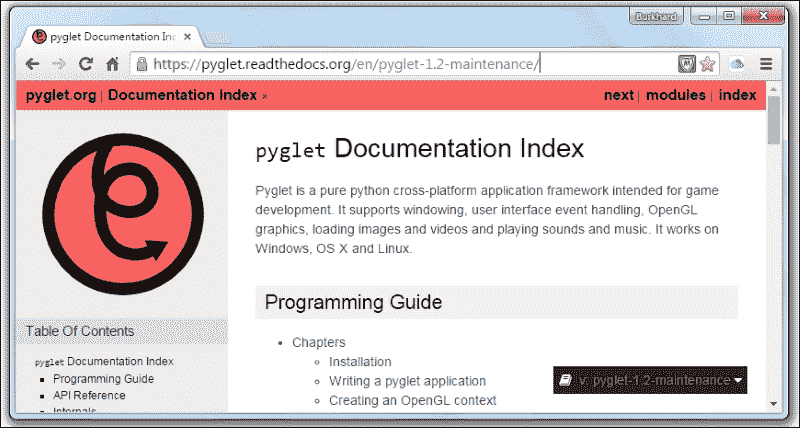 Burkhard
pyglet Documentation Inde
https://pyglet.readthedocs.org/en/pyglet-1.2-maintenance/
pyglet.org | Documentation Index »
next | modules | index
pyglet Documentation Index
Pyglet is a pure python cross-platform application framework intended for game
development. It supports windowing, user interface event handling, OpenGL
graphics, loading images and videos and playing sounds and music. It works on
Windows, OS X and Linux.
Programming Guide
• Chapters
Installation
Writing a pyglet application
Creating an OpenGL context
Table Of Contents
pyglet Documentation Index
Programming Guide
API Reference
Internals
v: pyglet-1.2-maintenance